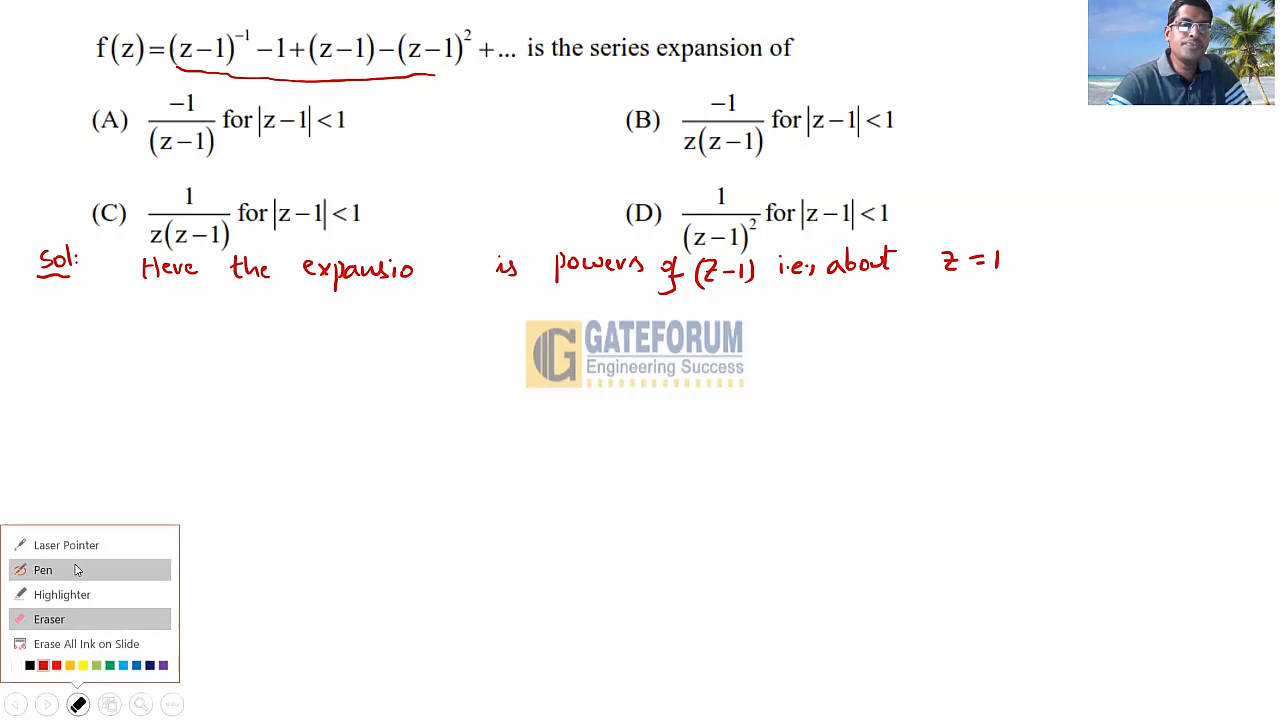 f(z)=(z−1)⁻¹ −1+(z−1)−(z−1)² +... is the series expansion of
(A) −1/(z−1) for |z−1|<1
(B) −1/z(z−1) for |z−1|<1
(C) 1/z(z−1) for |z−1|<1
(D) 1/(z−1)² for |z−1|<1
Sol: Here the expansio is powers of (z-1) i.e., about z = 1
G GATEFORUM
Engineering Success
Laser Pointer
Pen
Highlighter
Eraser
Erase All Ink on Slide